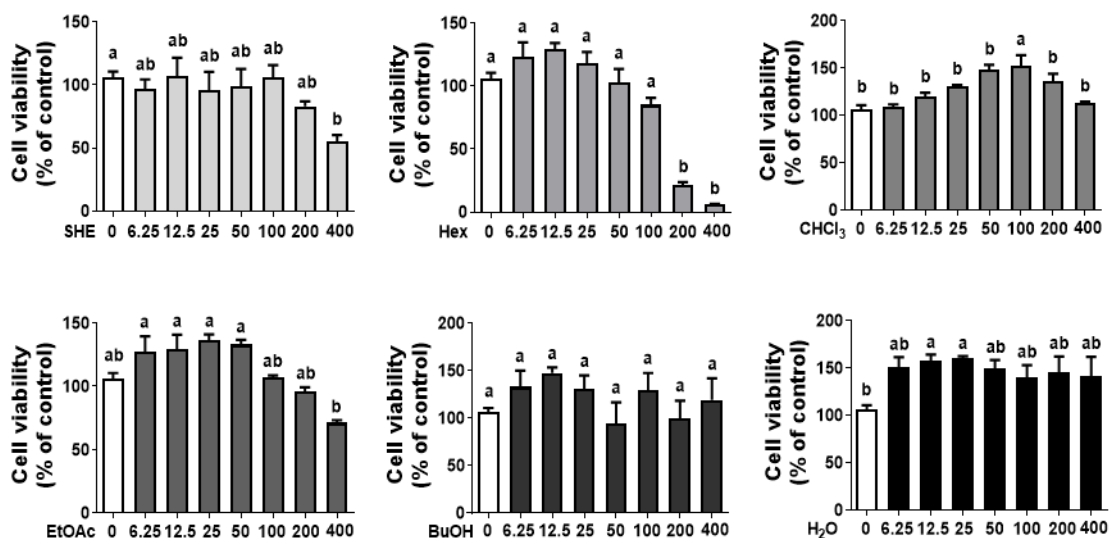 Cell viability
(% of control)
150
100
50
0
a ab ab ab ab ab ab b
SHE 0 6.25 12.5 25 50 100 200 400
Cell viability
(% of control)
150
100
50
0
a a a a a a b b
Hex 0 6.25 12.5 25 50 100 200 400
Cell viability
(% of control)
200
150
100
50
0
b b b b b a b b
CHCl₃ 0 6.25 12.5 25 50 100 200 400
Cell viability
(% of control)
150
100
50
0
ab a a a a ab ab b
EtOAc 0 6.25 12.5 25 50 100 200 400
Cell viability
(% of control)
200
150
100
50
0
a a a a a a a a
BuOH 0 6.25 12.5 25 50 100 200 400
Cell viability
(% of control)
200
150
100
50
0
b ab a a ab ab ab ab
H₂O 0 6.25 12.5 25 50 100 200 400